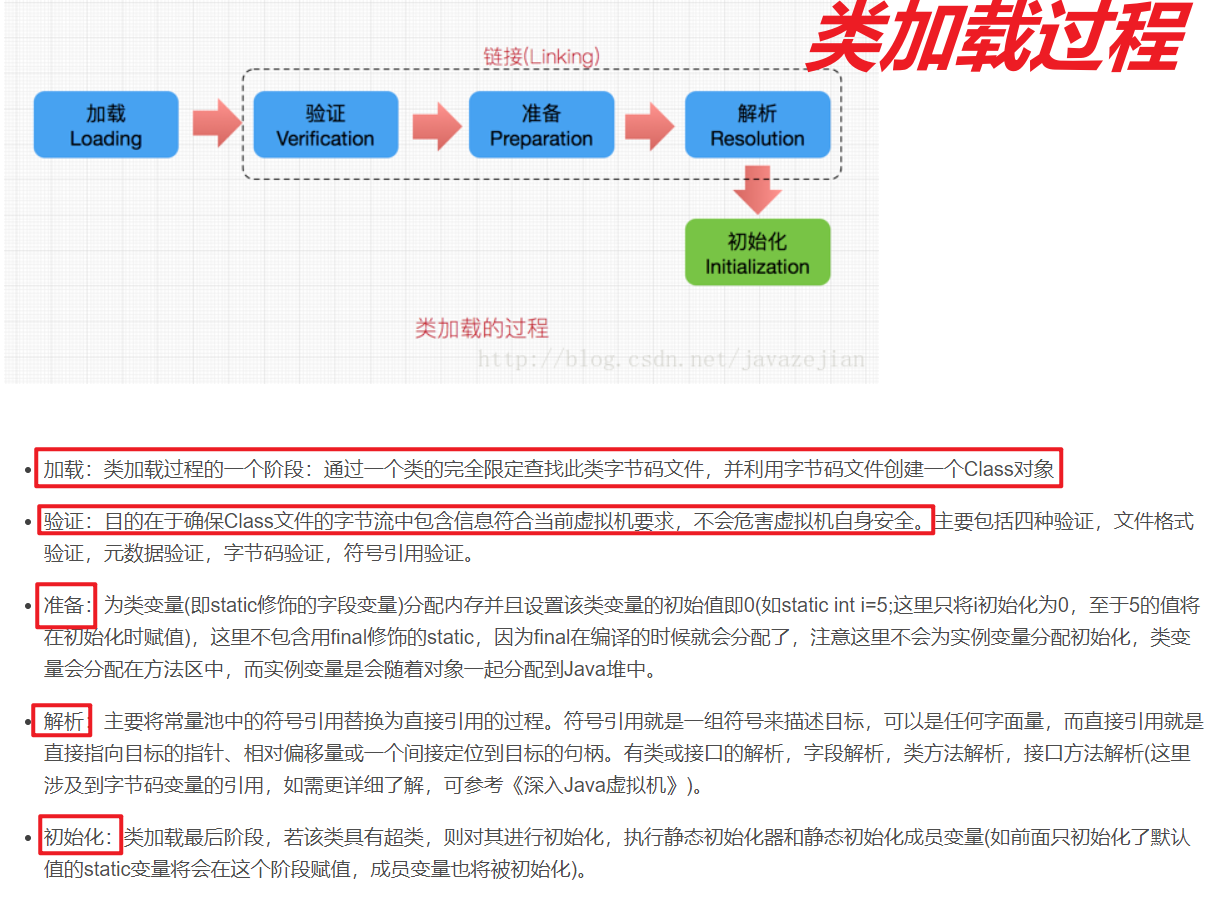 类加载过程
链接(Linking)
加载
Loading
验证
Verification
准备
Preparation
解析
Resolution
初始化
Initialization
类加载的过程
http://blog.csdn.net/javazejian
加载：类加载过程的一个阶段：通过一个类的完全限定查找此类字节码文件，并利用字节码文件创建一个Class对象
验证：目的在于确保Class文件的字节流中包含信息符合当前虚拟机要求，不会危害虚拟机自身安全。主要包括四种验证，文件格式
验证，元数据验证，字节码验证，符号引用验证。
准备：为类变量(即static修饰的字段变量)分配内存并且设置该类变量的初始值即0(如static int i=5;这里只将i初始化为0，至于5的值将
在初始化时赋值)，这里不包含用final修饰的static，因为final在编译的时候就会分配了，注意这里不会为实例变量分配初始化，类变
量会分配在方法区中，而实例变量是会随着对象一起分配到Java堆中。
解析：主要将常量池中的符号引用替换为直接引用的过程。符号引用就是一组符号来描述目标，可以是任何字面量，而直接引用就是
直接指向目标的指针、相对偏移量或一个间接定位到目标的句柄。有类或接口的解析，字段解析，类方法解析，接口方法解析(这里
涉及到字节码变量的引用，如需更详细了解，可参考《深入Java虚拟机》)。
初始化：类加载最后阶段，若该类具有超类，则对其进行初始化，执行静态初始化器和静态初始化成员变量(如前面只初始化了默认
值的static变量将会在这个阶段赋值，成员变量也将被初始化)。